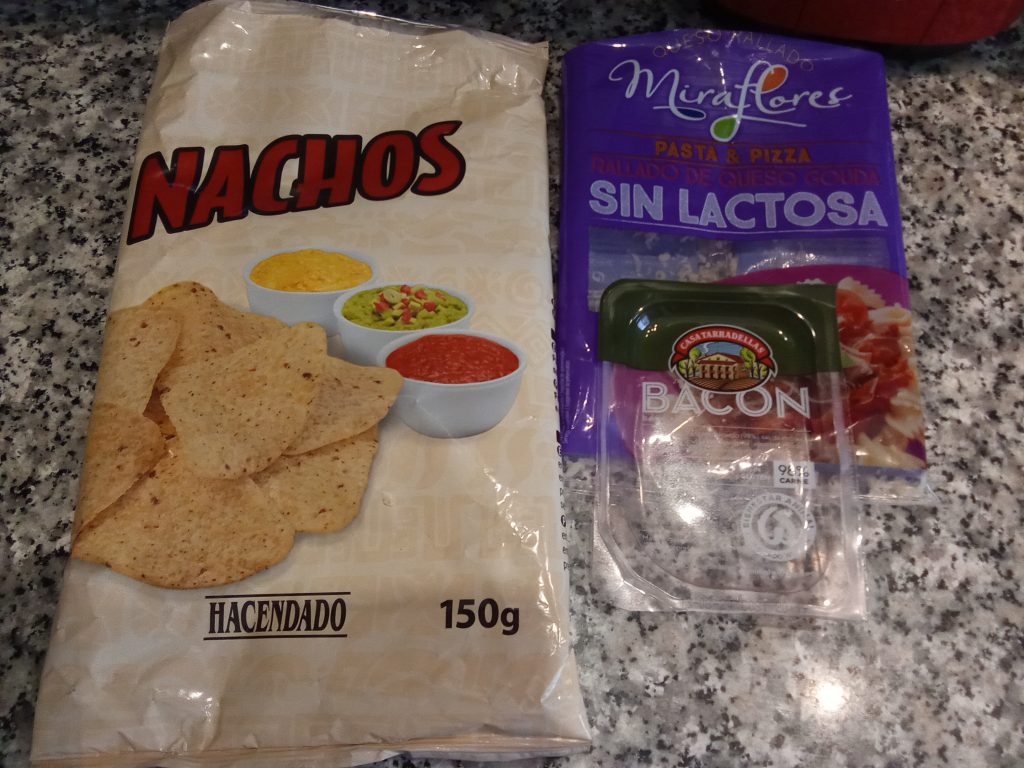 NACHOS
HACENDADO
150g
QUESO RALLADO
Miraflores
PASTA & PIZZA
RALLADO DE QUESO GOUDA
SIN LACTOSA
CASA TARRADELLAS
BACON
98%
CARNE